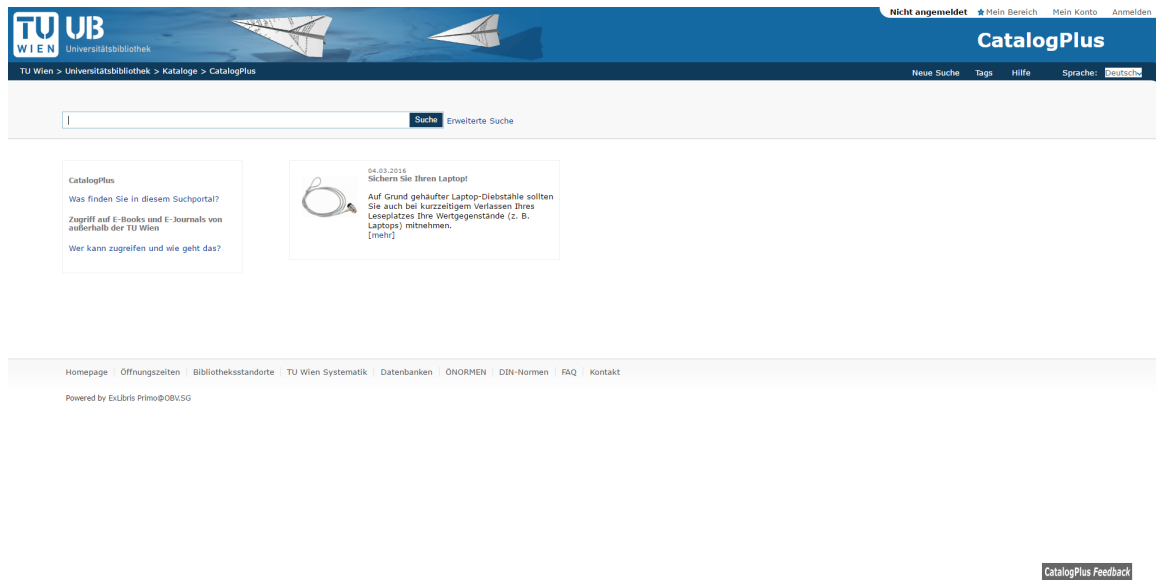 Nicht angemeldet Mein Bereich Mein Konto Anmelden
TU WIEN
UB
Universitätsbibliothek
CatalogPlus
TU Wien > Universitätsbibliothek > Kataloge > CatalogPlus
Neue Suche Tags Hilfe Sprache: Deutsch
Suche Erweiterte Suche
CatalogPlus
Was finden Sie in diesem Suchportal?
Zugriff auf E-Books und E-Journals von
außerhalb der TU Wien
Wer kann zugreifen und wie geht das?
04.03.2016
Sichern Sie Ihren Laptop!
Auf Grund gehäufter Laptop-Diebstähle sollten
Sie auch bei kurzzeitigem Verlassen Ihres
Leseplatzes Ihre Wertgegenstände (z. B.
Laptops) mitnehmen.
[mehr]
Homepage Öffnungszeiten Bibliotheksstandorte TU Wien Systematik Datenbanken ÖNORMEN DIN-Normen FAQ Kontakt
Powered by ExLibris Primo@OBV.SG
CatalogPlus Feedback